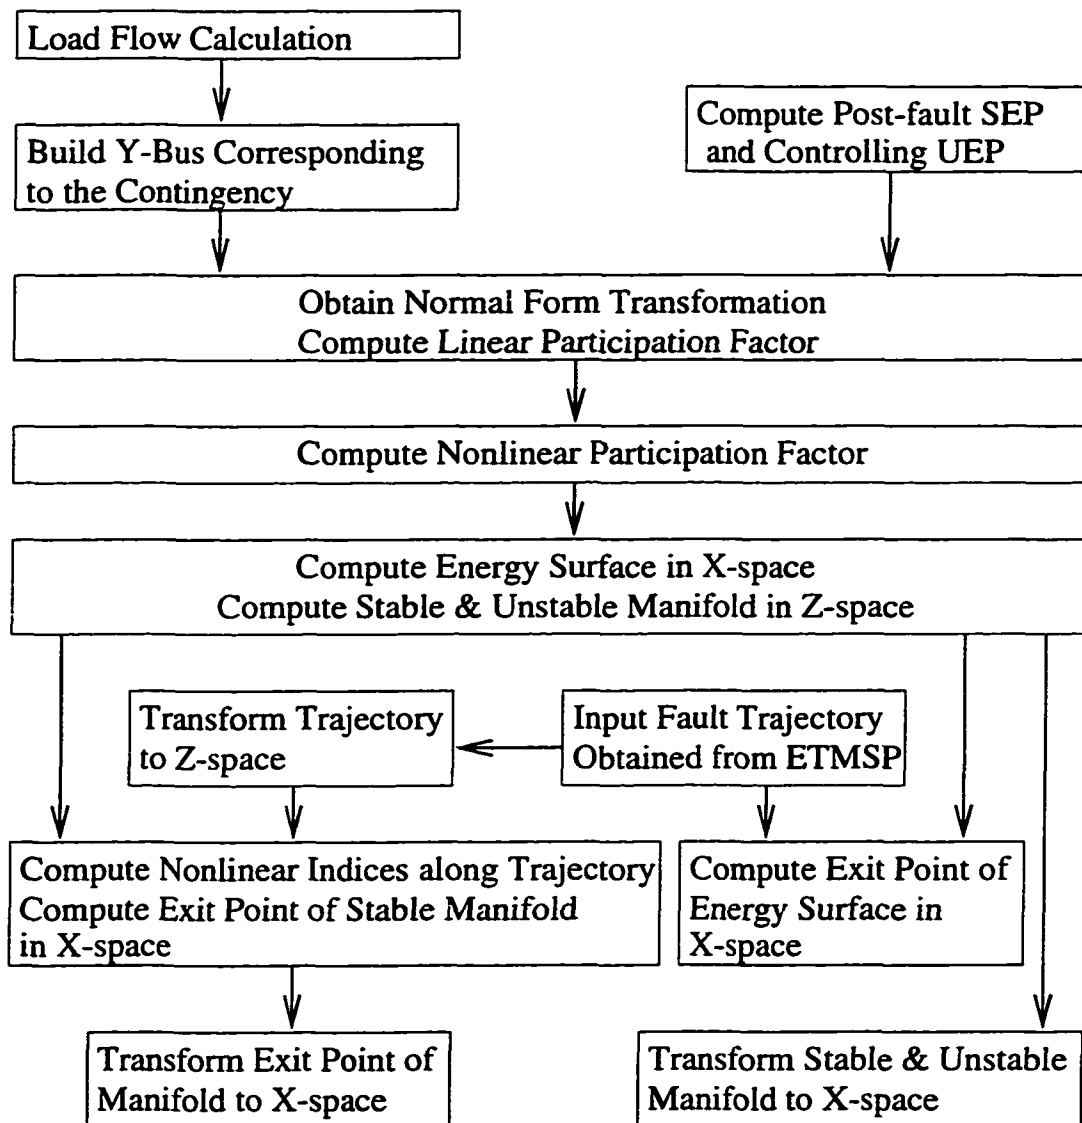 Load Flow Calculation
Build Y-Bus Corresponding
to the Contingency
Compute Post-fault SEP
and Controlling UEP
Obtain Normal Form Transformation
Compute Linear Participation Factor
Compute Nonlinear Participation Factor
Compute Energy Surface in X-space
Compute Stable & Unstable Manifold in Z-space
Transform Trajectory
to Z-space
Input Fault Trajectory
Obtained from ETMSP
Compute Nonlinear Indices along Trajectory
Compute Exit Point of Stable Manifold
in X-space
Compute Exit Point of
Energy Surface in
X-space
Transform Exit Point of
Manifold to X-space
Transform Stable & Unstable
Manifold to X-space